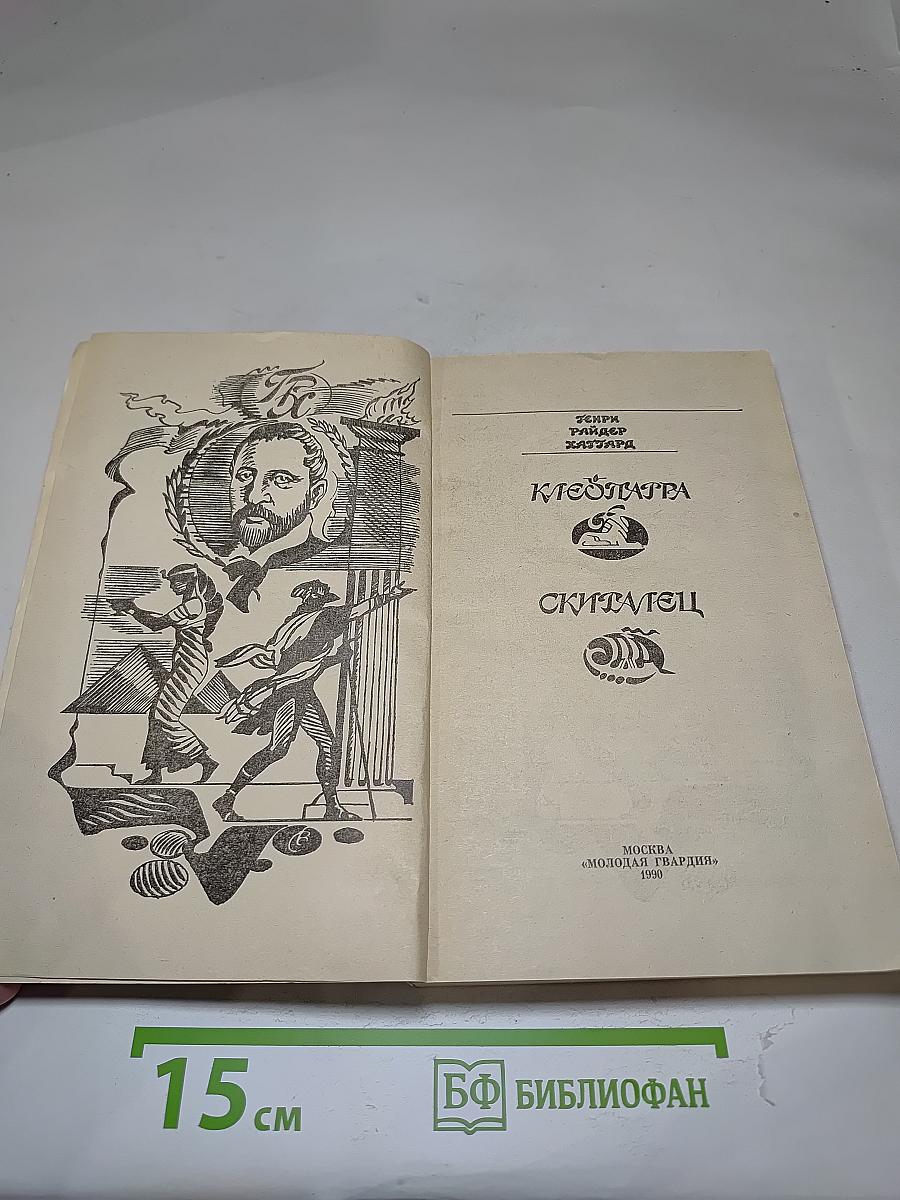 ГЕНРИ
РАЙДЕР
ХАГГАРД
КЛЕОПАТРА
СКИТАЛЕЦ
МОСКВА
«МОЛОДАЯ ГВАРДИЯ»
1990
15 см
БФ БИБЛИОФАН